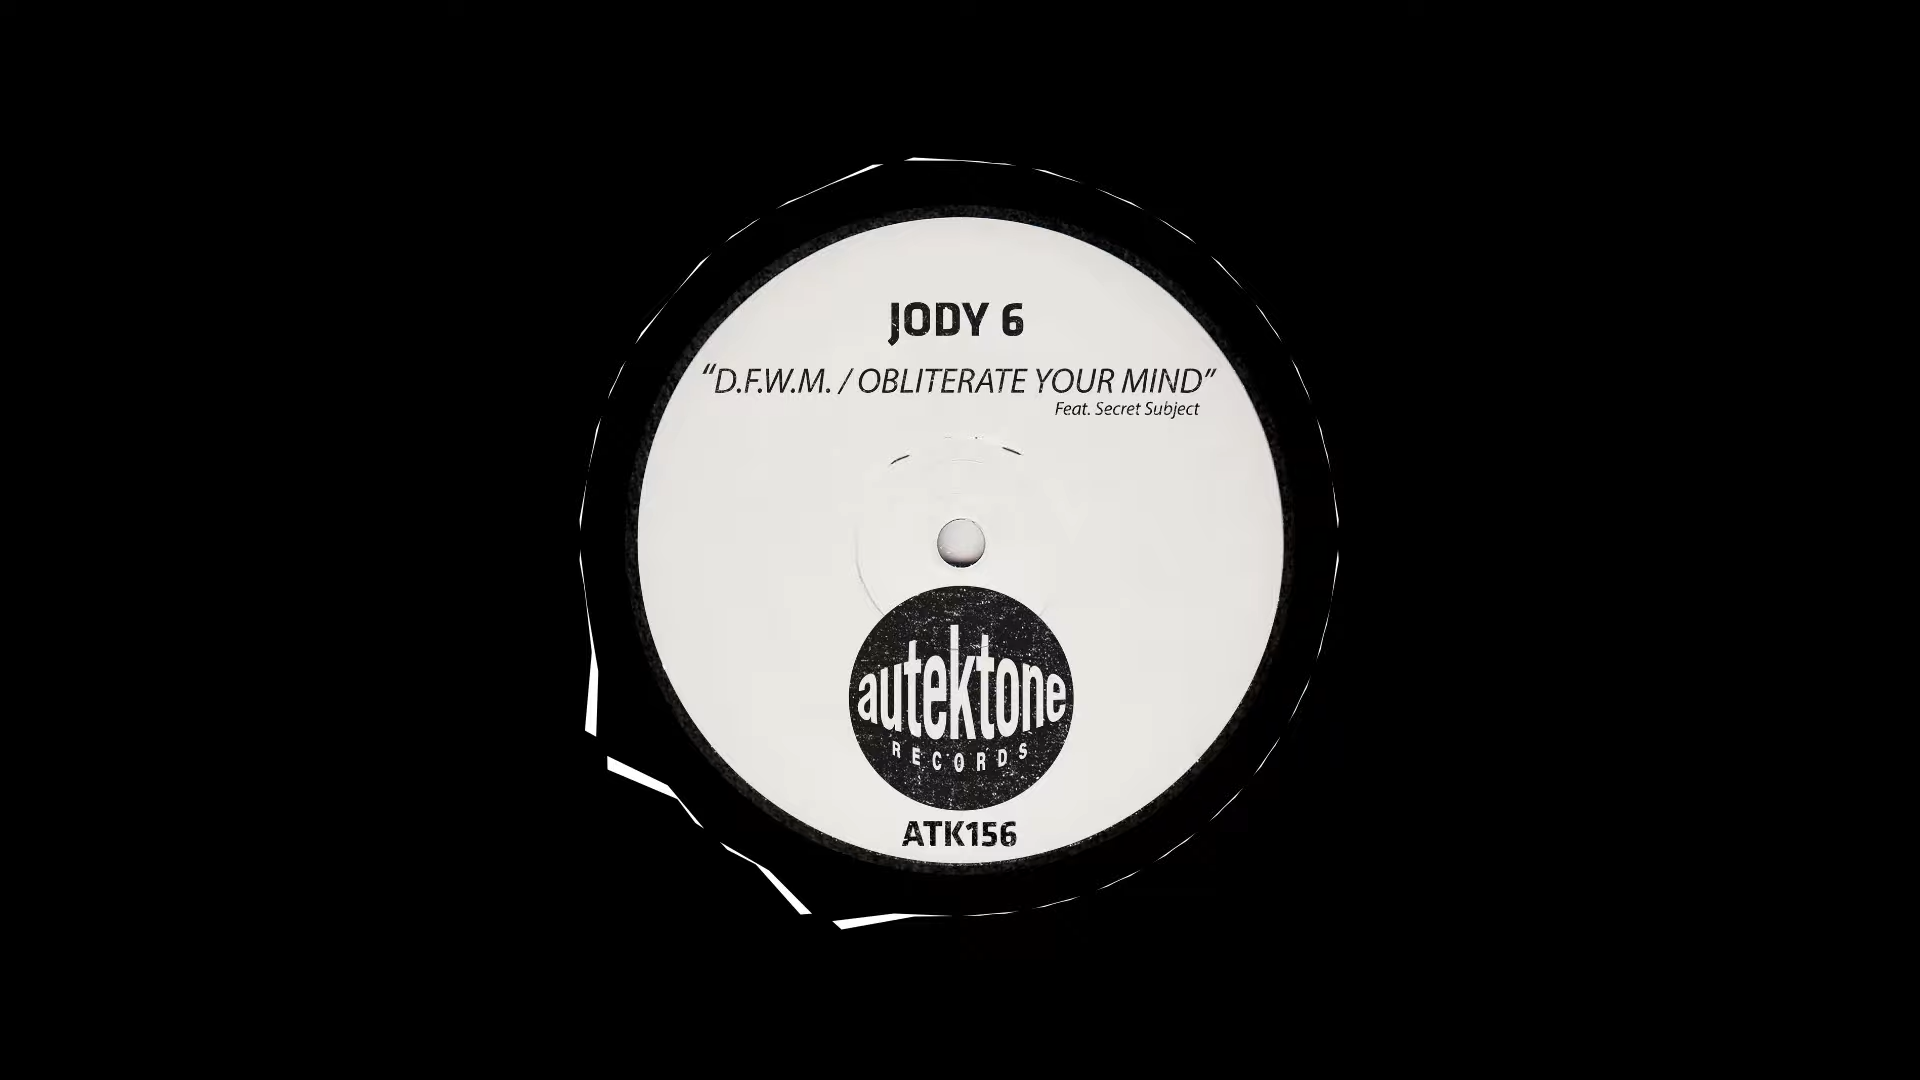 JODY 6
“D.F.W.M. / OBLITERATE YOUR MIND”
Feat. Secret Subject
autektone
RECORDS
ATK156